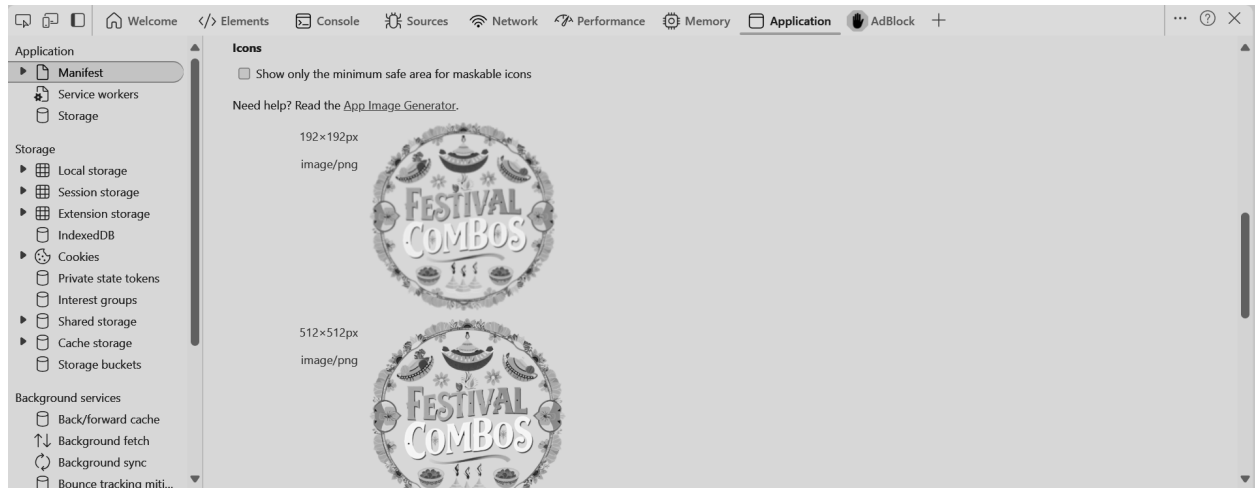 Welcome Elements Console Sources Network Performance Memory Application AdBlock
Application
Manifest
Service workers
Storage
Storage
Local storage
Session storage
Extension storage
IndexedDB
Cookies
Private state tokens
Interest groups
Shared storage
Cache storage
Storage buckets
Background services
Back/forward cache
Background fetch
Background sync
Bounce tracking miti...
Icons
Show only the minimum safe area for maskable icons
Need help? Read the App Image Generator.
192×192px
image/png
FESTIVAL
COMBOS
512×512px
image/png
FESTIVAL
COMBOS